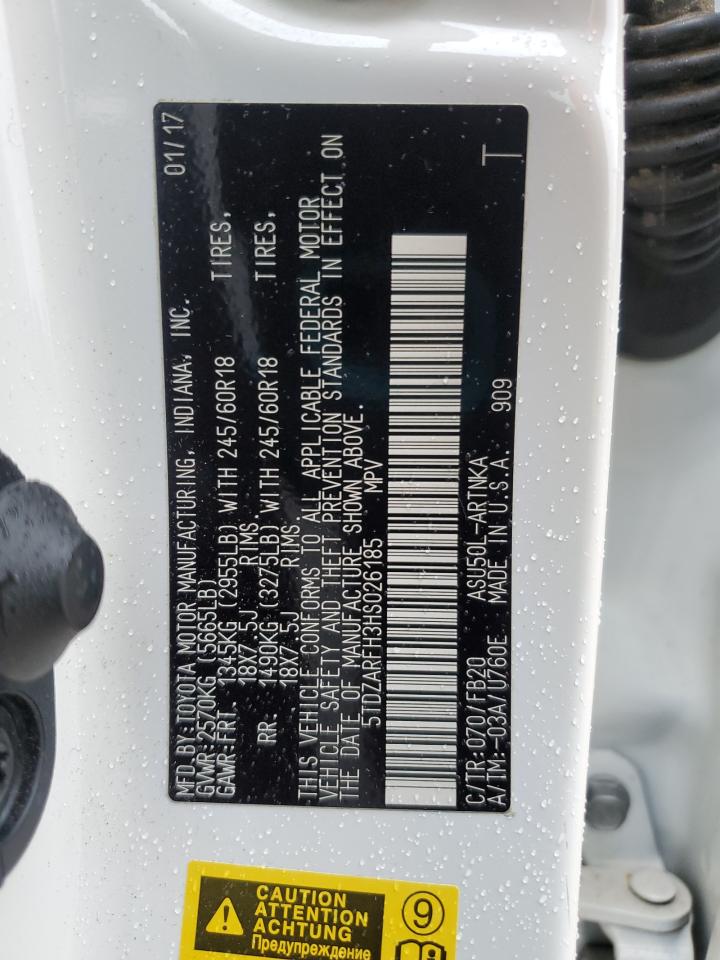 MFD.BY:TOYOTA MOTOR MANUFACTURING, INDIANA, INC. 01/17
GVWR:2570KG (5665LB)
GAWR:FRT 1345KG (2955LB) WITH 245/60R18 TIRES,
18X7.5J RIMS.
RR: 1490KG (3275LB) WITH 245/60R18 TIRES,
18X7.5J RIMS.
THIS VEHICLE CONFORMS TO ALL APPLICABLE FEDERAL MOTOR
VEHICLE SAFETY AND THEFT PREVENTION STANDARDS IN EFFECT ON
THE DATE OF MANUFACTURE SHOWN ABOVE.
5TDZARFH3HS026185 MPV
C/TR:070/FB20 ASU50L-ARTNKA T
A/TM:-03A/U760E MADE IN U.S.A. 909
CAUTION
ATTENTION
ACHTUNG
Предупреждение
9